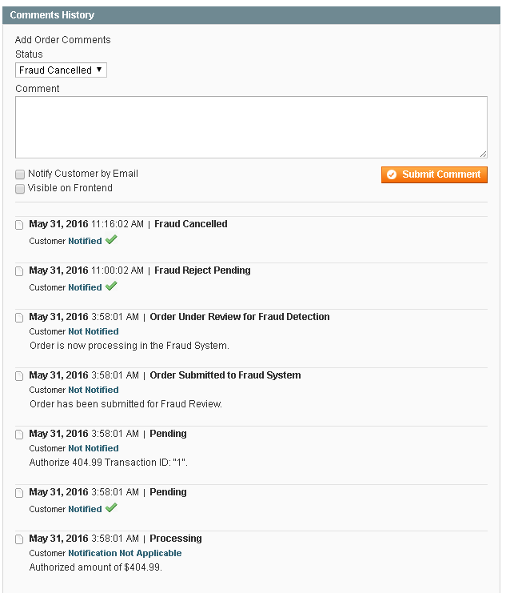 Comments History
Add Order Comments
Status
Fraud Cancelled
Comment
Notify Customer by Email
Submit Comment
Visible on Frontend
May 31, 2016 11:16:02 AM | Fraud Cancelled
Customer Notified
May 31, 2016 11:00:02 AM | Fraud Reject Pending
Customer Notified
May 31, 2016 3:58:01 AM | Order Under Review for Fraud Detection
Customer Not Notified
Order is now processing in the Fraud System.
May 31, 2016 3:58:01 AM | Order Submitted to Fraud System
Customer Not Notified
Order has been submitted for Fraud Review.
May 31, 2016 3:58:01 AM | Pending
Customer Not Notified
Authorize 404.99 Transaction ID: "1".
May 31, 2016 3:58:01 AM | Pending
Customer Notified
May 31, 2016 3:58:01 AM | Processing
Customer Notification Not Applicable
Authorized amount of $404.99.